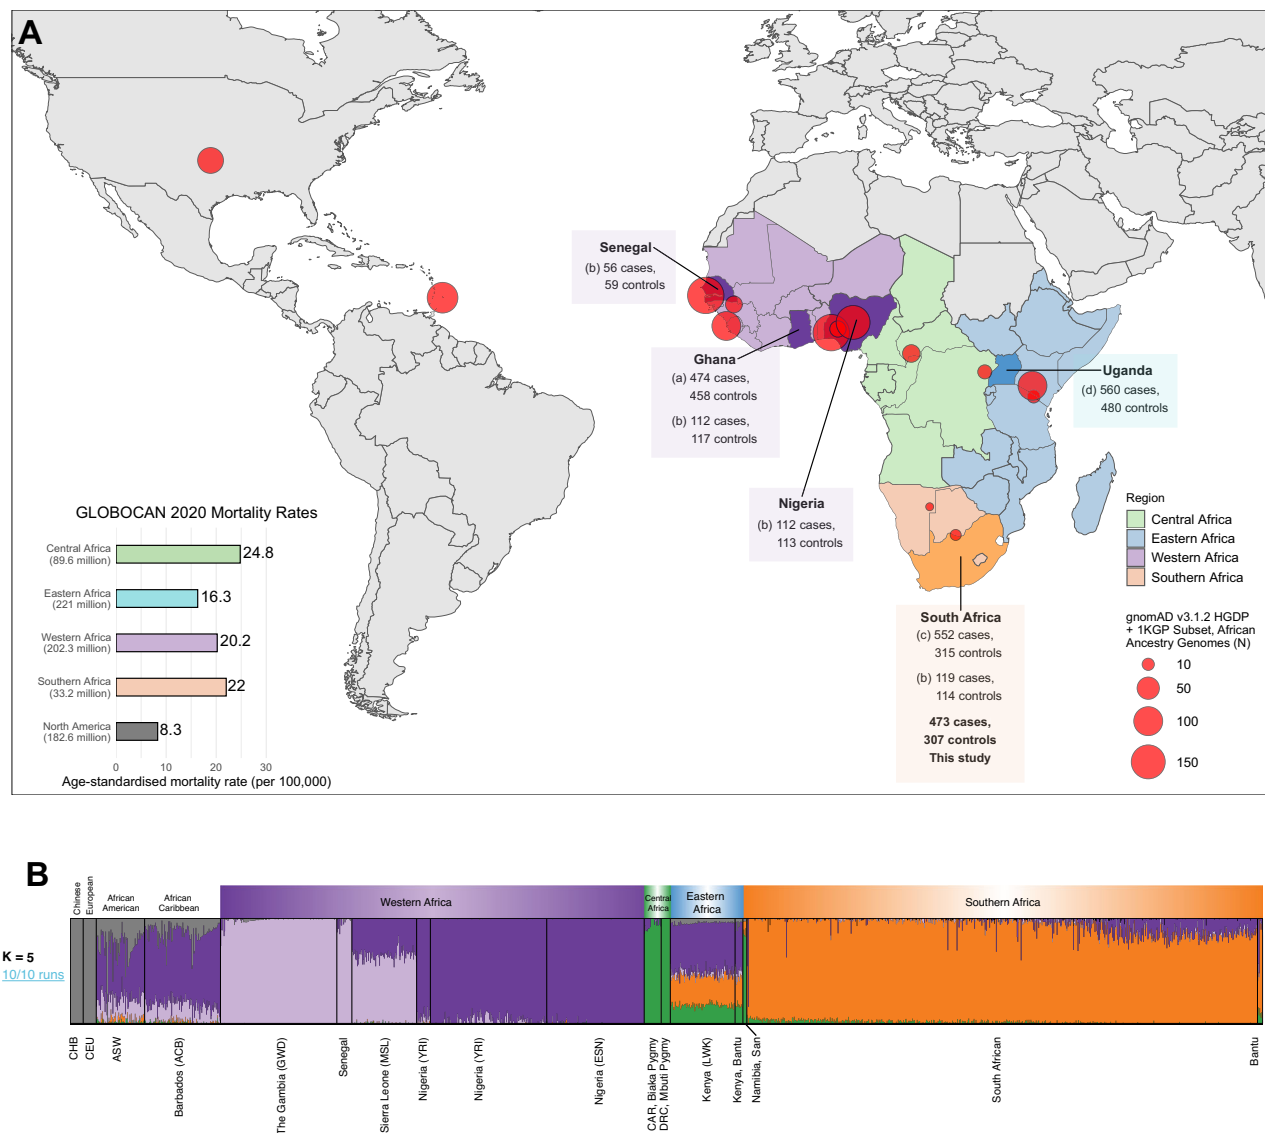 A
Senegal
(b) 56 cases,
59 controls
Ghana
(a) 474 cases,
458 controls
(b) 112 cases,
117 controls
Nigeria
(b) 112 cases,
113 controls
Uganda
(d) 560 cases,
480 controls
South Africa
(c) 552 cases,
315 controls
(b) 119 cases,
114 controls
473 cases,
307 controls
This study
Region
Central Africa
Eastern Africa
Western Africa
Southern Africa
gnomAD v3.1.2 HGDP
+ 1KGP Subset, African
Ancestry Genomes (N)
10
50
100
150
GLOBOCAN 2020 Mortality Rates
Central Africa
(89.6 million)
24.8
Eastern Africa
(221 million)
16.3
Western Africa
(202.3 million)
20.2
Southern Africa
(33.2 million)
22
North America
(182.6 million)
8.3
0 10 20 30
Age-standardised mortality rate (per 100,000)
B
Chinese
European
African
American
African
Caribbean
Western Africa
Central
Africa
Eastern
Africa
Southern Africa
K = 5
10/10 runs
CHB
CEU
ASW
Barbados (ACB)
The Gambia (GWD)
Senegal
Sierra Leone (MSL)
Nigeria (YRI)
Nigeria (YRI)
Nigeria (ESN)
CAR, Biaka Pygmy
DRC, Mbuti Pygmy
Kenya (LWK)
Kenya, Bantu
Namibia, San
South African
Bantu